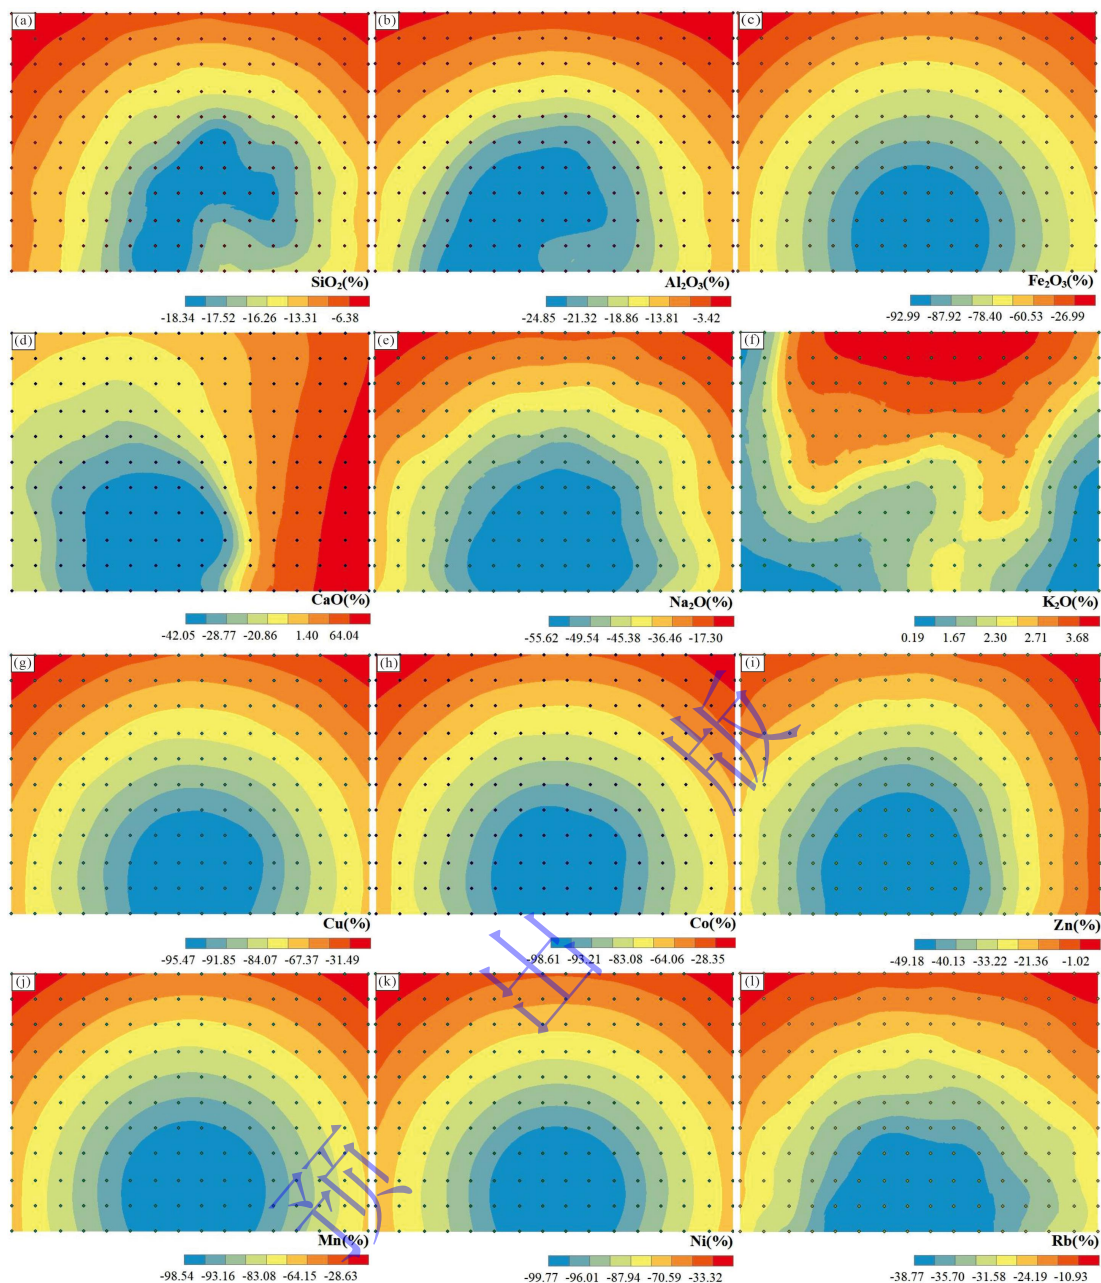 (a) (b) (c)
SiO₂(%) Al₂O₃(%) Fe₂O₃(%)
-18.34 -17.52 -16.26 -13.31 -6.38 -24.85 -21.32 -18.86 -13.81 -3.42 -92.99 -87.92 -78.40 -60.53 -26.99
(d) (e) (f)
CaO(%) Na₂O(%) K₂O(%)
-42.05 -28.77 -20.86 1.40 64.04 -55.62 -49.54 -45.38 -36.46 -17.30 0.19 1.67 2.30 2.71 3.68
(g) (h) (i)
Cu(%) Co(%) Zn(%)
-95.47 -91.85 -84.07 -67.37 -31.49 -98.61 -93.21 -83.08 -64.06 -28.35 -49.18 -40.13 -33.22 -21.36 -1.02
(j) (k) (l)
Mn(%) Ni(%) Rb(%)
-98.54 -93.16 -83.08 -64.15 -28.63 -99.77 -96.01 -87.94 -70.59 -33.32 -38.77 -35.70 -31.58 -24.19 -10.93